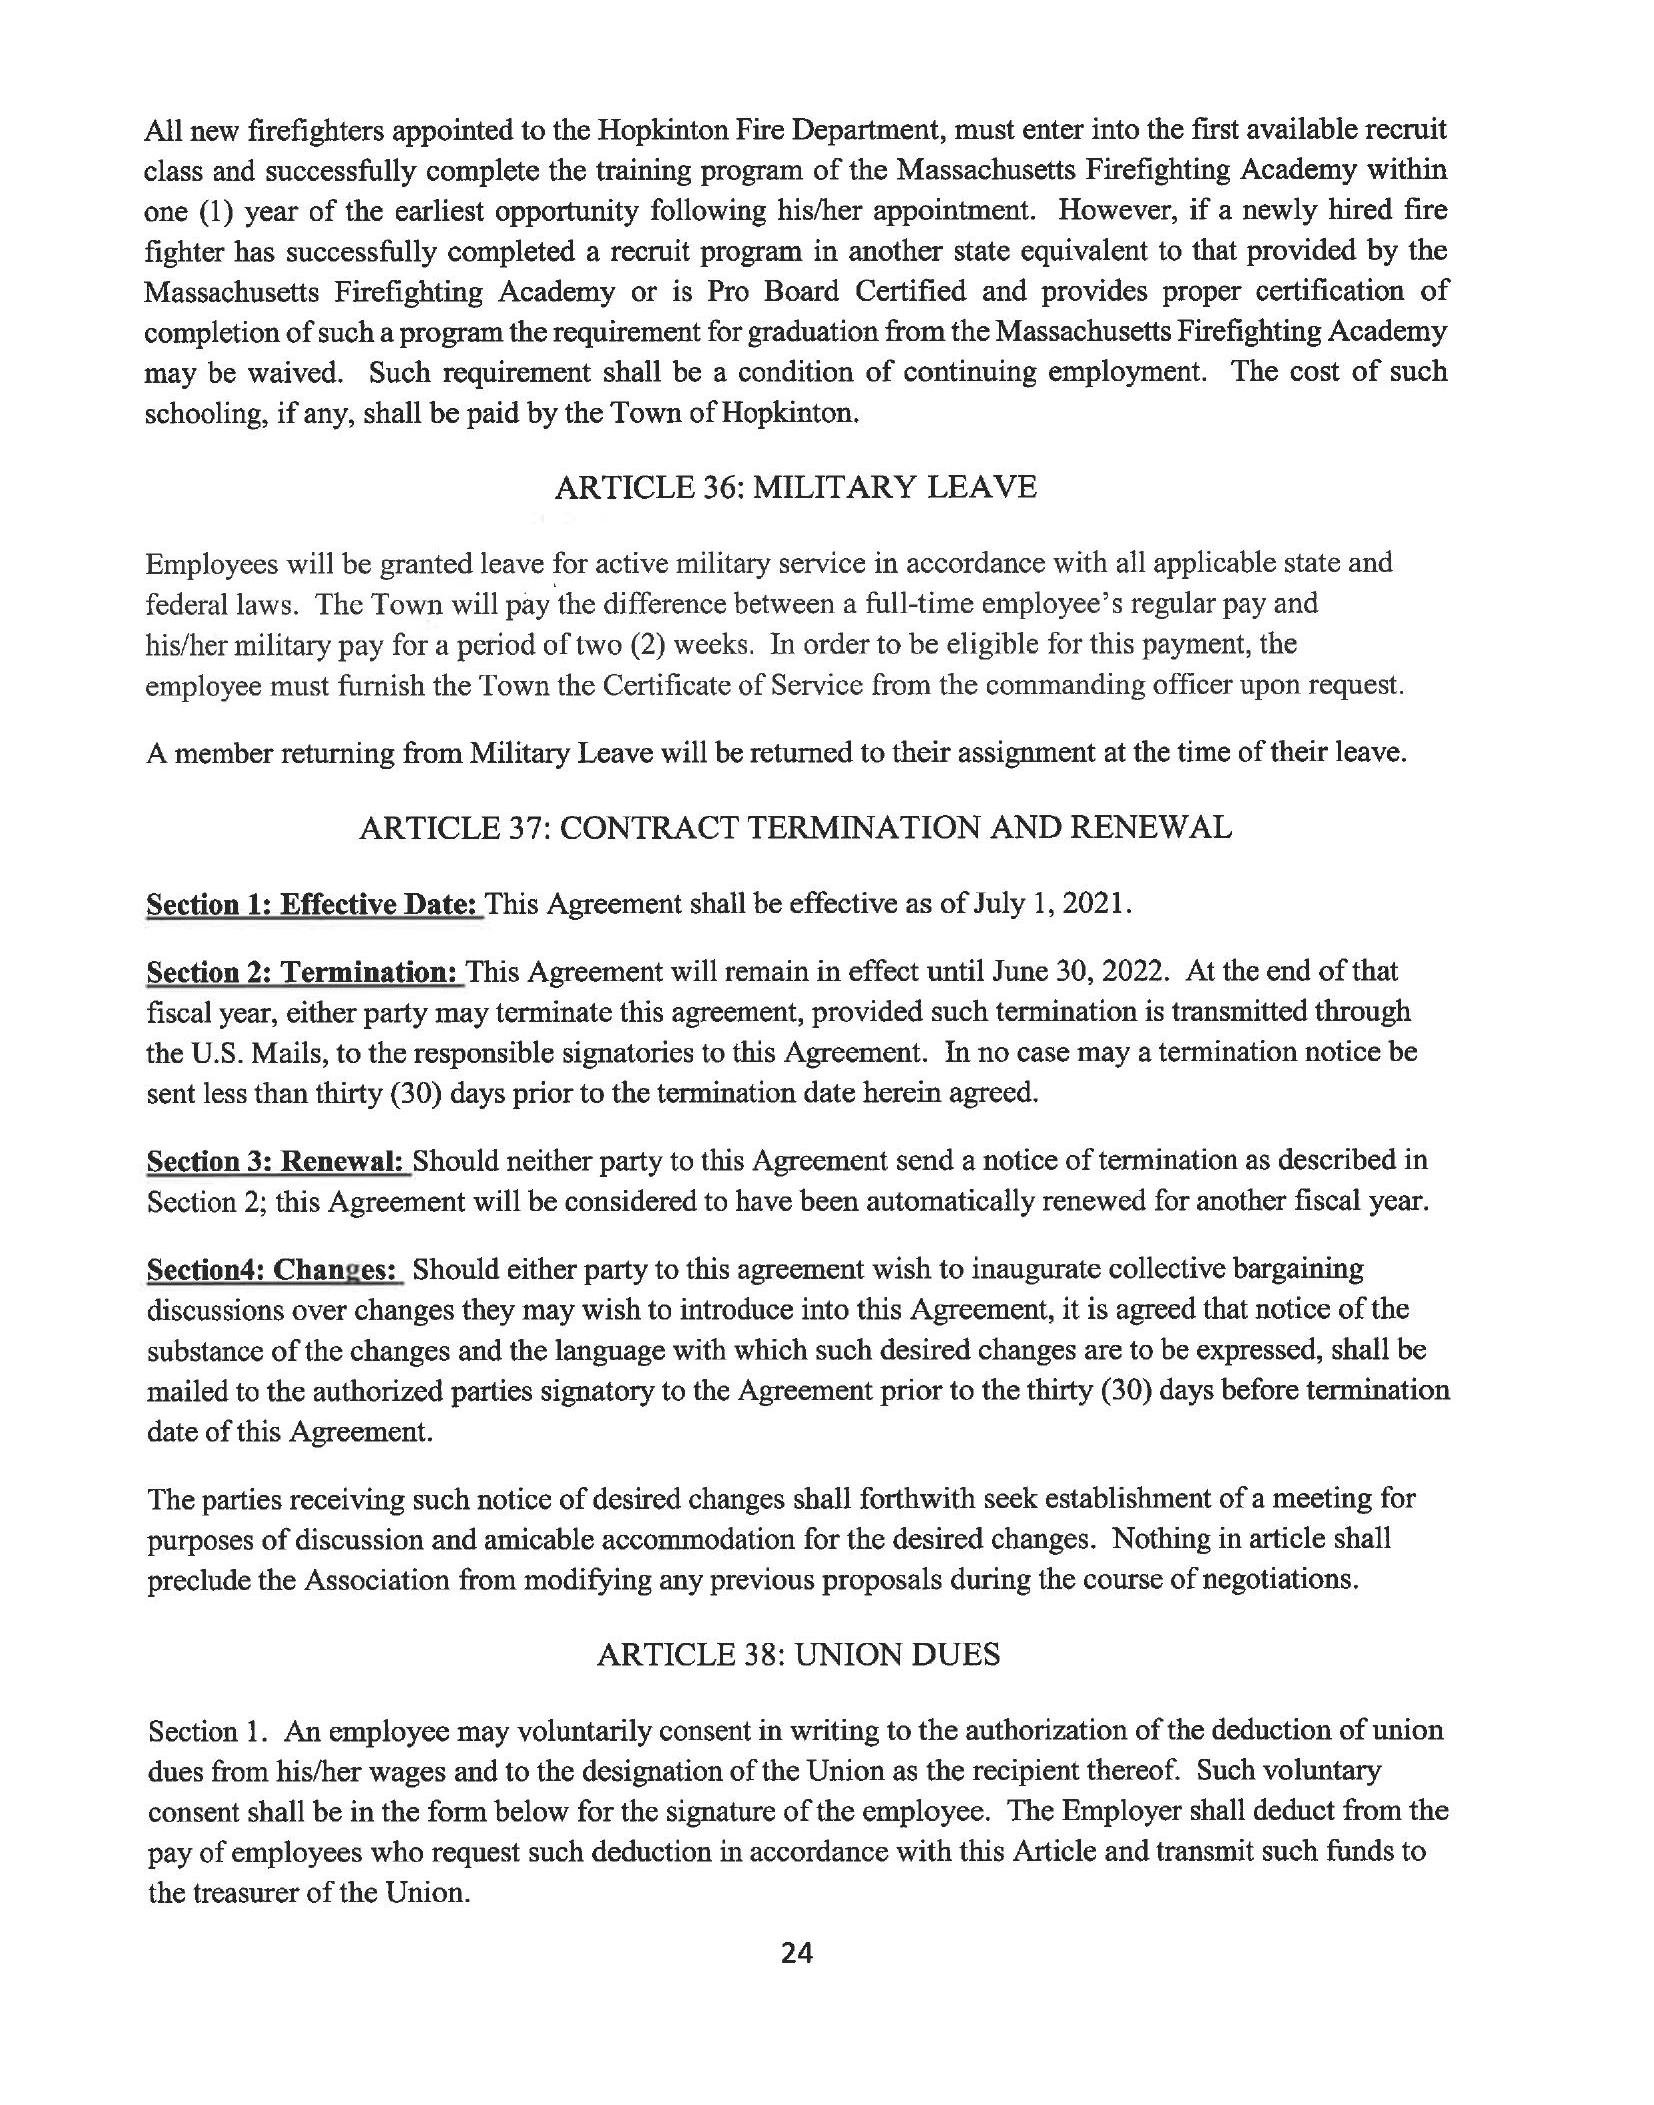 All new firefighters appointed to the Hopkinton Fire Department, must enter into the first available recruit
class and successfully complete the training program of the Massachusetts Firefighting Academy within
one (1) year of the earliest opportunity following his/her appointment.  However, if a newly hired fire
fighter has successfully completed a recruit program in another state equivalent to that provided by the
Massachusetts Firefighting Academy or is Pro Board Certified and provides proper certification of
completion of such a program the requirement for graduation from the Massachusetts Firefighting Academy
may be waived.  Such requirement shall be a condition of continuing employment.  The cost of such
schooling, if any, shall be paid by the Town of Hopkinton.
ARTICLE 36: MILITARY LEAVE
Employees will be granted leave for active military service in accordance with all applicable state and
federal laws.  The Town will pay the difference between a full-time employee's regular pay and
his/her military pay for a period of two (2) weeks.  In order to be eligible for this payment, the
employee must furnish the Town the Certificate of Service from the commanding officer upon request.
A member returning from Military Leave will be returned to their assignment at the time of their leave.
ARTICLE 37: CONTRACT TERMINATION AND RENEWAL
Section 1: Effective Date: This Agreement shall be effective as of July 1, 2021.
Section 2: Termination: This Agreement will remain in effect until June 30, 2022.  At the end of that
fiscal year, either party may terminate this agreement, provided such termination is transmitted through
the U.S. Mails, to the responsible signatories to this Agreement.  In no case may a termination notice be
sent less than thirty (30) days prior to the termination date herein agreed.
Section 3: Renewal: Should neither party to this Agreement send a notice of termination as described in
Section 2; this Agreement will be considered to have been automatically renewed for another fiscal year.
Section4: Changes:  Should either party to this agreement wish to inaugurate collective bargaining
discussions over changes they may wish to introduce into this Agreement, it is agreed that notice of the
substance of the changes and the language with which such desired changes are to be expressed, shall be
mailed to the authorized parties signatory to the Agreement prior to the thirty (30) days before termination
date of this Agreement.
The parties receiving such notice of desired changes shall forthwith seek establishment of a meeting for
purposes of discussion and amicable accommodation for the desired changes.  Nothing in article shall
preclude the Association from modifying any previous proposals during the course of negotiations.
ARTICLE 38: UNION DUES
Section 1.  An employee may voluntarily consent in writing to the authorization of the deduction of union
dues from his/her wages and to the designation of the Union as the recipient thereof.  Such voluntary
consent shall be in the form below for the signature of the employee.  The Employer shall deduct from the
pay of employees who request such deduction in accordance with this Article and transmit such funds to
the treasurer of the Union.
24